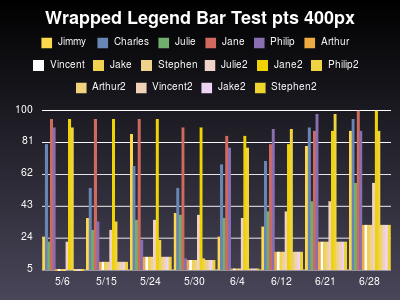 Wrapped Legend Bar Test pts 400px
Jimmy Charles Julie Jane Philip Arthur
Vincent Jake Stephen Julie2 Jane2 Philip2
Arthur2 Vincent2 Jake2 Stephen2
100
81
62
43
24
5
5/6 5/15 5/24 5/30 6/4 6/12 6/21 6/28